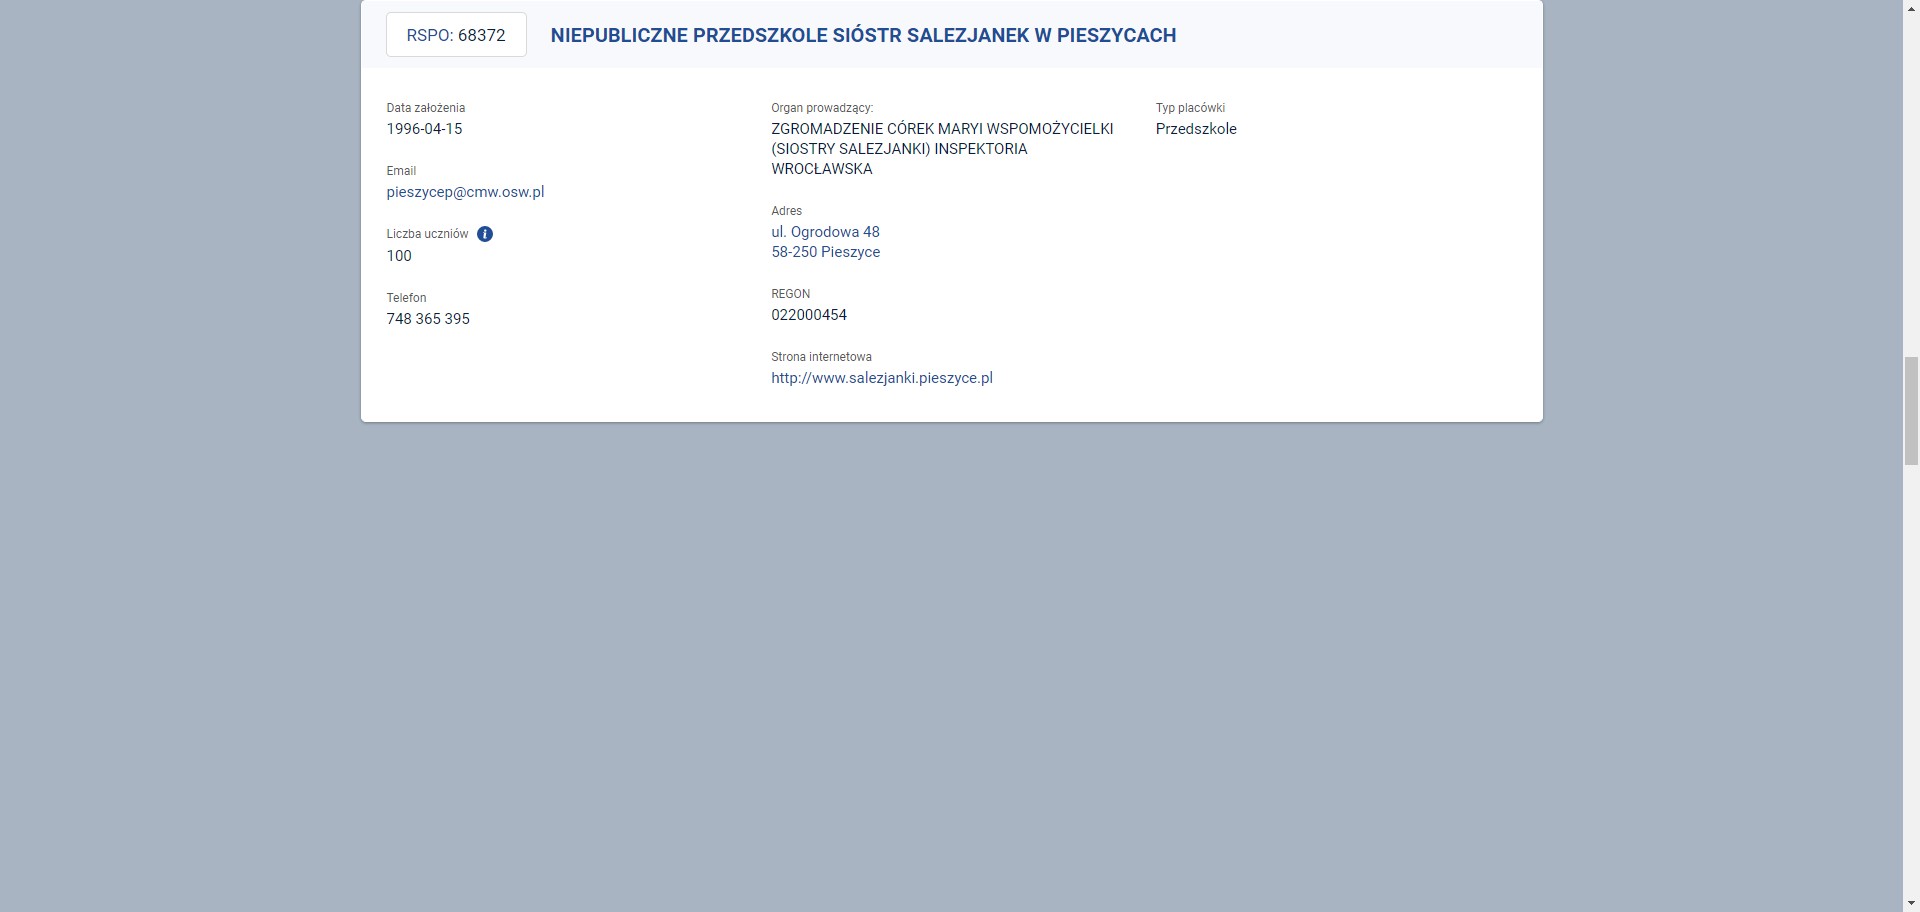 RSPO: 68372
NIEPUBLICZNE PRZEDSZKOLE SIÓSTR SALEZJANEK W PIESZYCACH
Data założenia
1996-04-15
Email
pieszycep@cmw.osw.pl
Liczba uczniów i
100
Telefon
748 365 395
Organ prowadzący:
ZGROMADZENIE CÓREK MARYI WSPOMOŻYCIELKI
(SIOSTRY SALEZJANKI) INSPEKTORIA
WROCŁAWSKA
Adres
ul. Ogrodowa 48
58-250 Pieszyce
REGON
022000454
Strona internetowa
http://www.salezjanki.pieszyce.pl
Typ placówki
Przedszkole